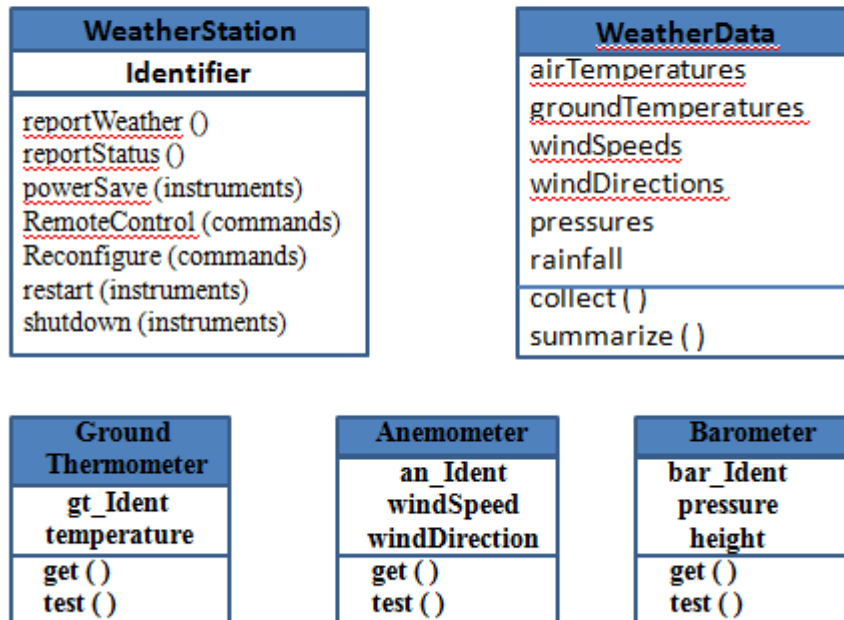 WeatherStation
Identifier
reportWeather ()
reportStatus ()
powerSave (instruments)
RemoteControl (commands)
Reconfigure (commands)
restart (instruments)
shutdown (instruments)
WeatherData
airTemperatures
groundTemperatures
windSpeeds
windDirections
pressures
rainfall
collect ( )
summarize ( )
Ground
Thermometer
gt_Ident
temperature
get ( )
test ( )
Anemometer
an_Ident
windSpeed
windDirection
get ( )
test ( )
Barometer
bar_Ident
pressure
height
get ( )
test ( )